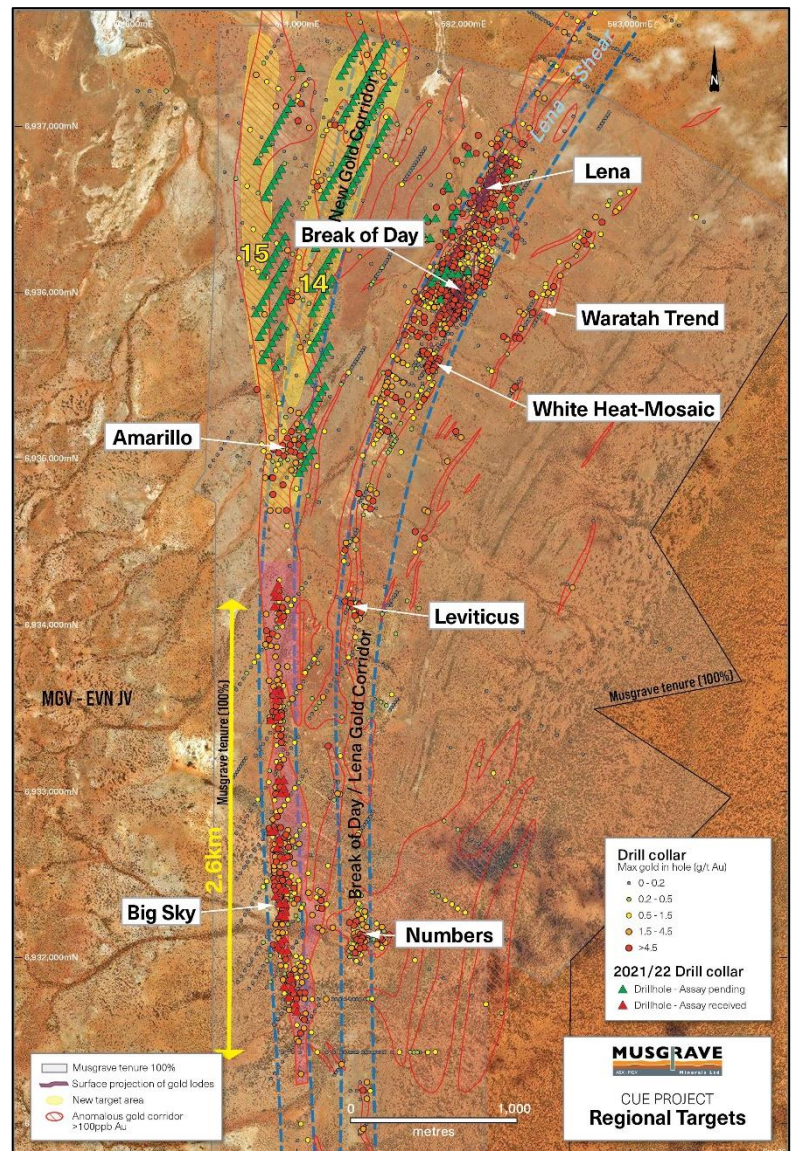 582,000mE
583,000mE
6,937,000mN
Lena Shear
New Gold Corridor
Lena
Break of Day
15
14
6,936,000mN
Waratah Trend
White Heat-Mosaic
Amarillo
6,935,000mN
6,934,000mN
Leviticus
MGV - EVN JV
Musgrave tenure (100%)
Musgrave tenure (100%)
2.6km
Break of Day / Lena Gold Corridor
6,933,000mN
Big Sky
Numbers
6,932,000mN
Drill collar
Max gold in hole (g/t Au)
0 - 0.2
0.2 - 0.5
0.5 - 1.5
1.5 - 4.5
>4.5
2021/22 Drill collar
Drillhole - Assay pending
Drillhole - Assay received
Musgrave tenure 100%
Surface projection of gold lodes
New target area
Anomalous gold corridor
>100ppb Au
0 1,000
metres
N
MUSGRAVE
Minerals Ltd
CUE PROJECT
Regional Targets